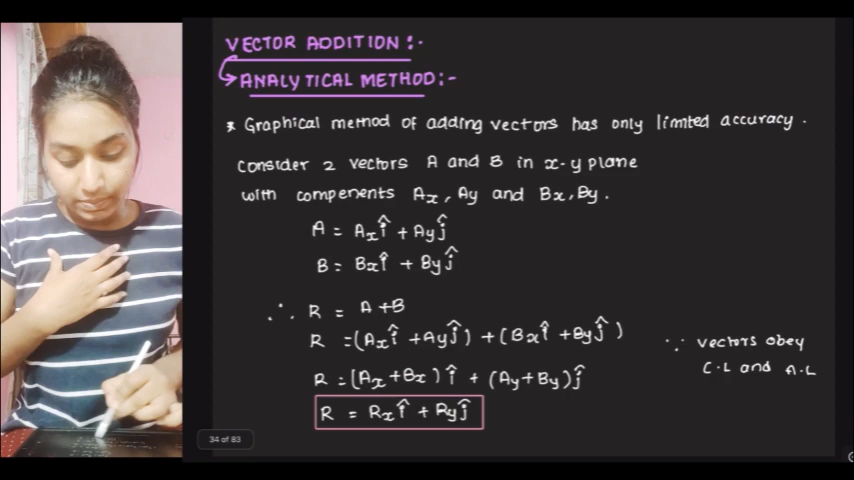 VECTOR ADDITION :-
ANALYTICAL METHOD :-
* Graphical method of adding vectors has only limited accuracy.
Consider 2 vectors A and B in x-y plane
with compenents Ax, Ay and Bx, By.
A = Axî + Ayĵ
B = Bxî + Byĵ
∴ R = A+B
R = (Axî + Ayĵ) + (Bxî + Byĵ)
∵ vectors obey
C.L and A.L
R = (Ax+Bx)î + (Ay+By)ĵ
R = Rxî + Ryĵ
34 of 83